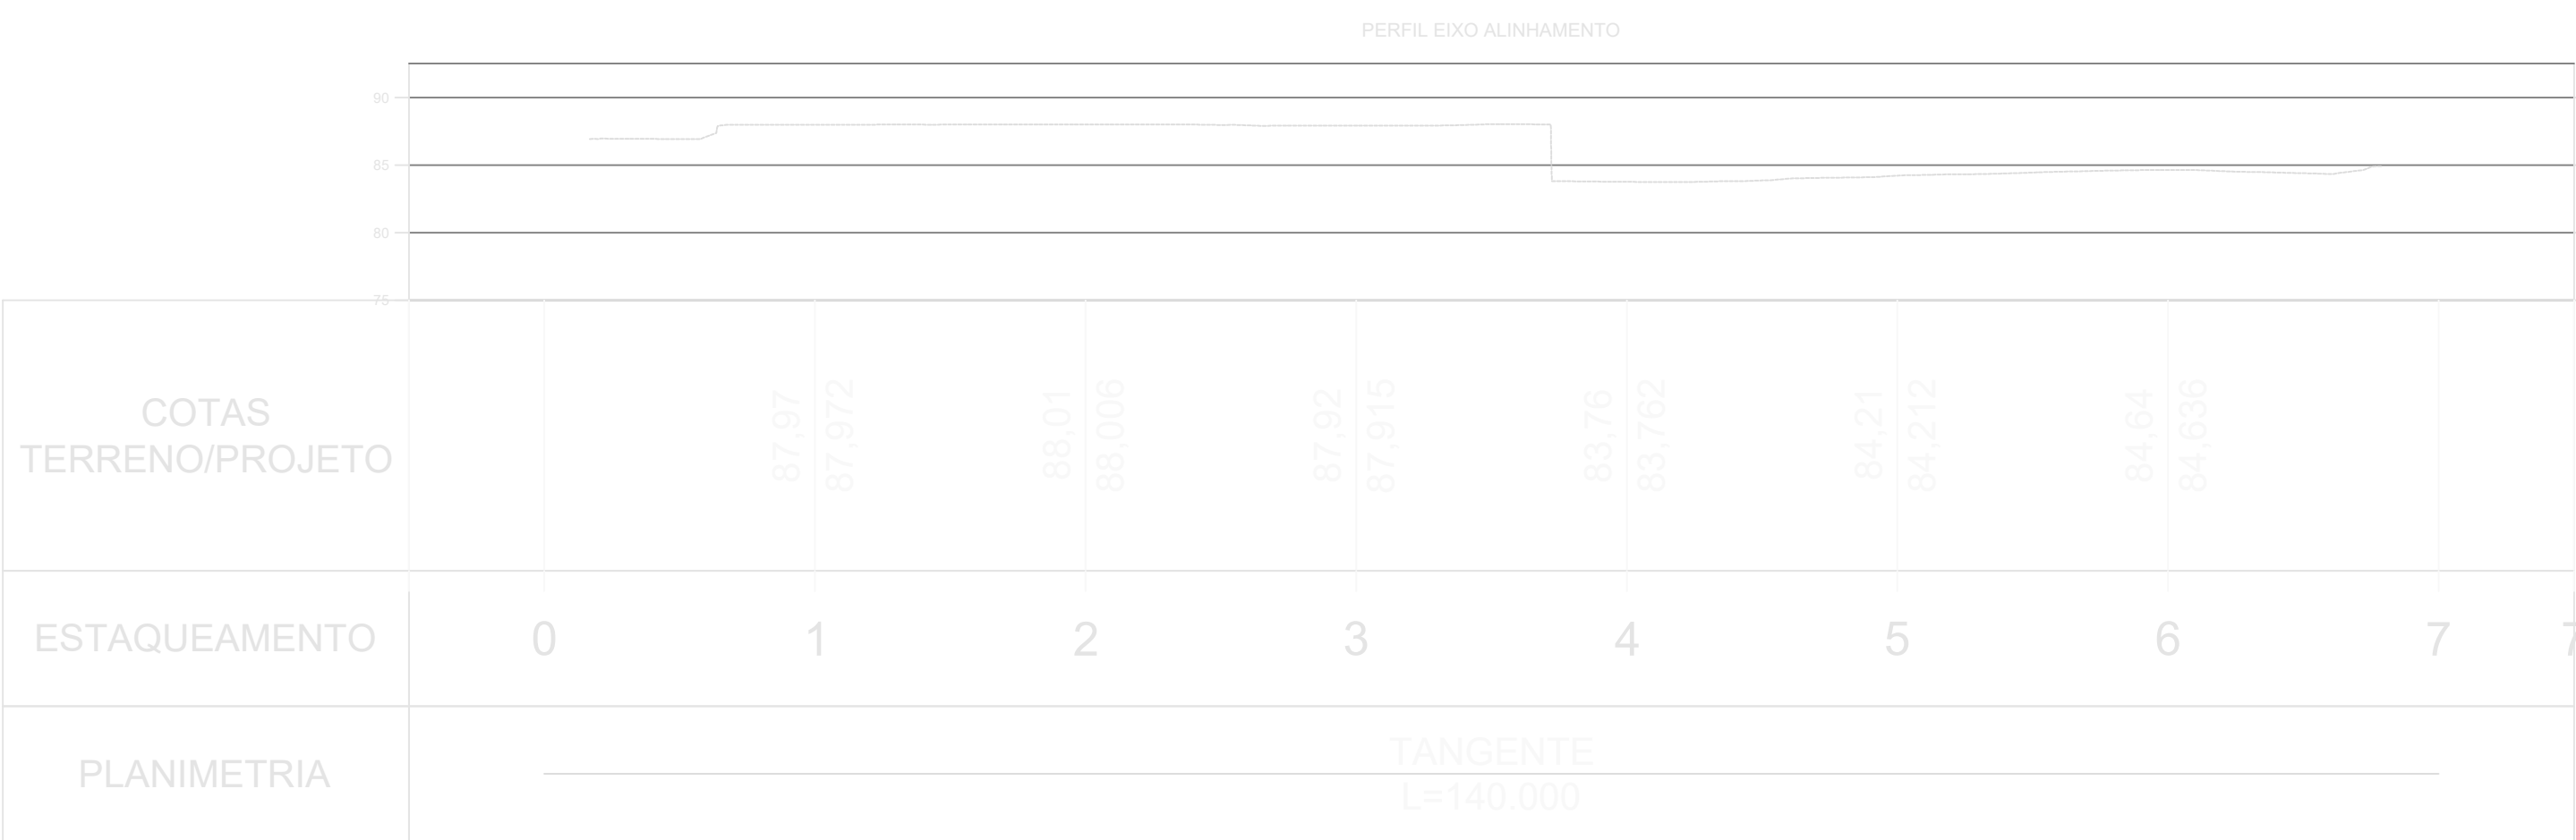 PERFIL EIXO ALINHAMENTO
90
85
80
75
COTAS
TERRENO/PROJETO
87,97
87,972
88,01
88,006
87,92
87,915
83,76
83,762
84,21
84,212
84,64
84,636
ESTAQUEAMENTO 0 1 2 3 4 5 6 7 7
PLANIMETRIA
TANGENTE
L=140.000